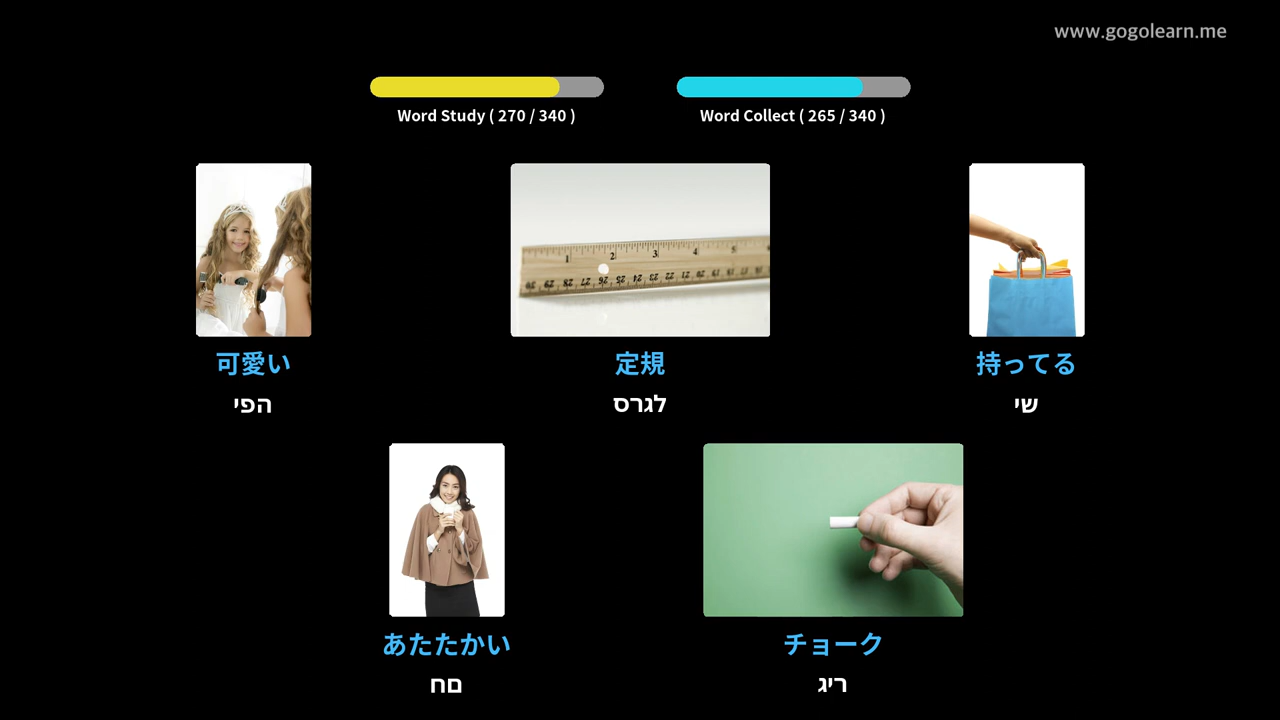 www.gogolearn.me
Word Study ( 270 / 340 )
Word Collect ( 265 / 340 )
可愛い
הפי
定規
לגרס
持ってる
שי
あたたかい
םח
チョーク
ריג